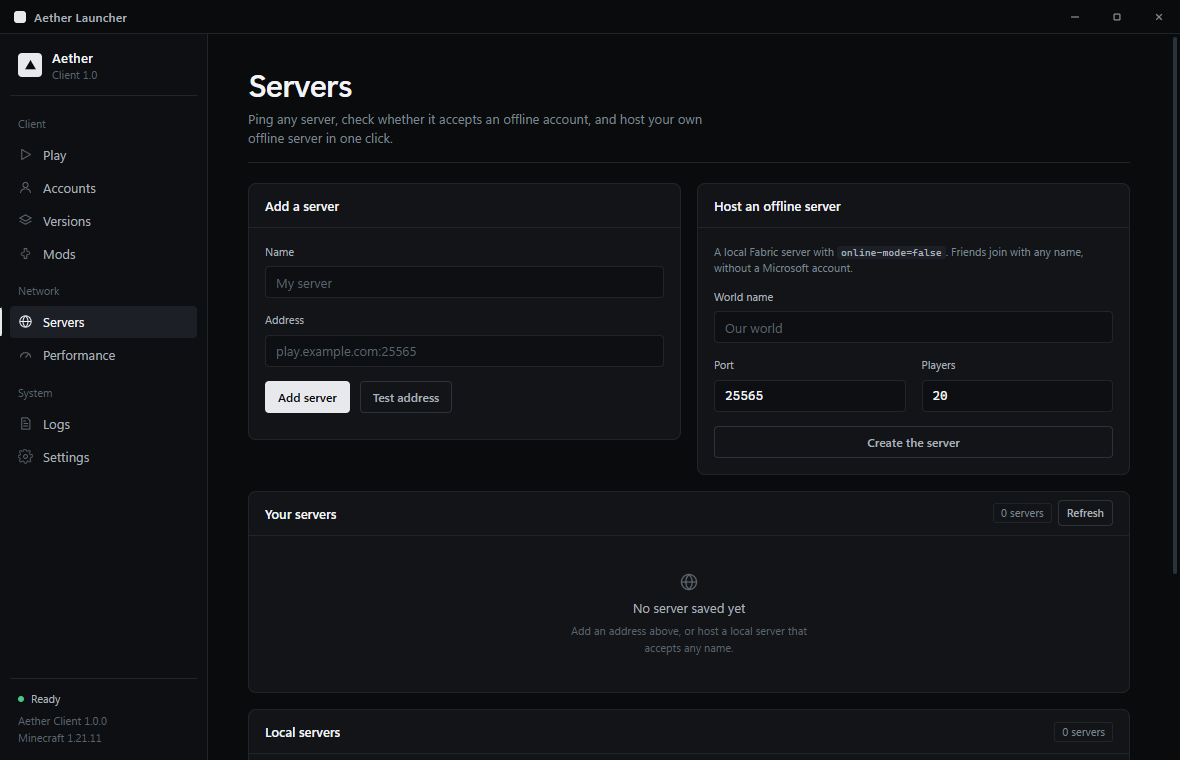 Aether Launcher
Aether
Client 1.0
Client
Play
Accounts
Versions
Mods
Network
Servers
Performance
System
Logs
Settings
Ready
Aether Client 1.0.0
Minecraft 1.21.11
Servers
Ping any server, check whether it accepts an offline account, and host your own
offline server in one click.
Add a server
Name
My server
Address
play.example.com:25565
Add server
Test address
Host an offline server
A local Fabric server with online-mode=false. Friends join with any name,
without a Microsoft account.
World name
Our world
Port
Players
25565
20
Create the server
Your servers
0 servers
Refresh
No server saved yet
Add an address above, or host a local server that
accepts any name.
Local servers
0 servers